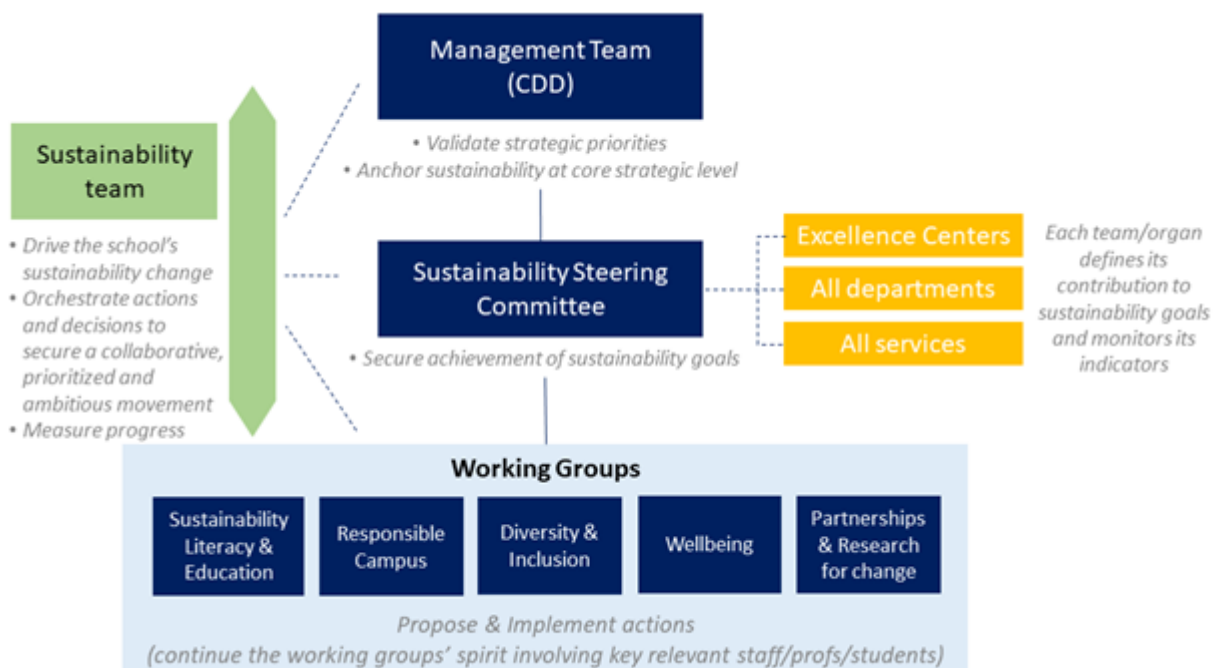 Management Team
(CDD)
• Validate strategic priorities
• Anchor sustainability at core strategic level
Sustainability
team
• Drive the school's
sustainability change
• Orchestrate actions
and decisions to
secure a collaborative,
prioritized and
ambitious movement
• Measure progress
Sustainability Steering
Committee
• Secure achievement of sustainability goals
Excellence Centers
All departments
All services
Each team/organ
defines its
contribution to
sustainability goals
and monitors its
indicators
Working Groups
Sustainability
Literacy &
Education
Responsible
Campus
Diversity &
Inclusion
Wellbeing
Partnerships
& Research
for change
Propose & Implement actions
(continue the working groups' spirit involving key relevant staff/profs/students)